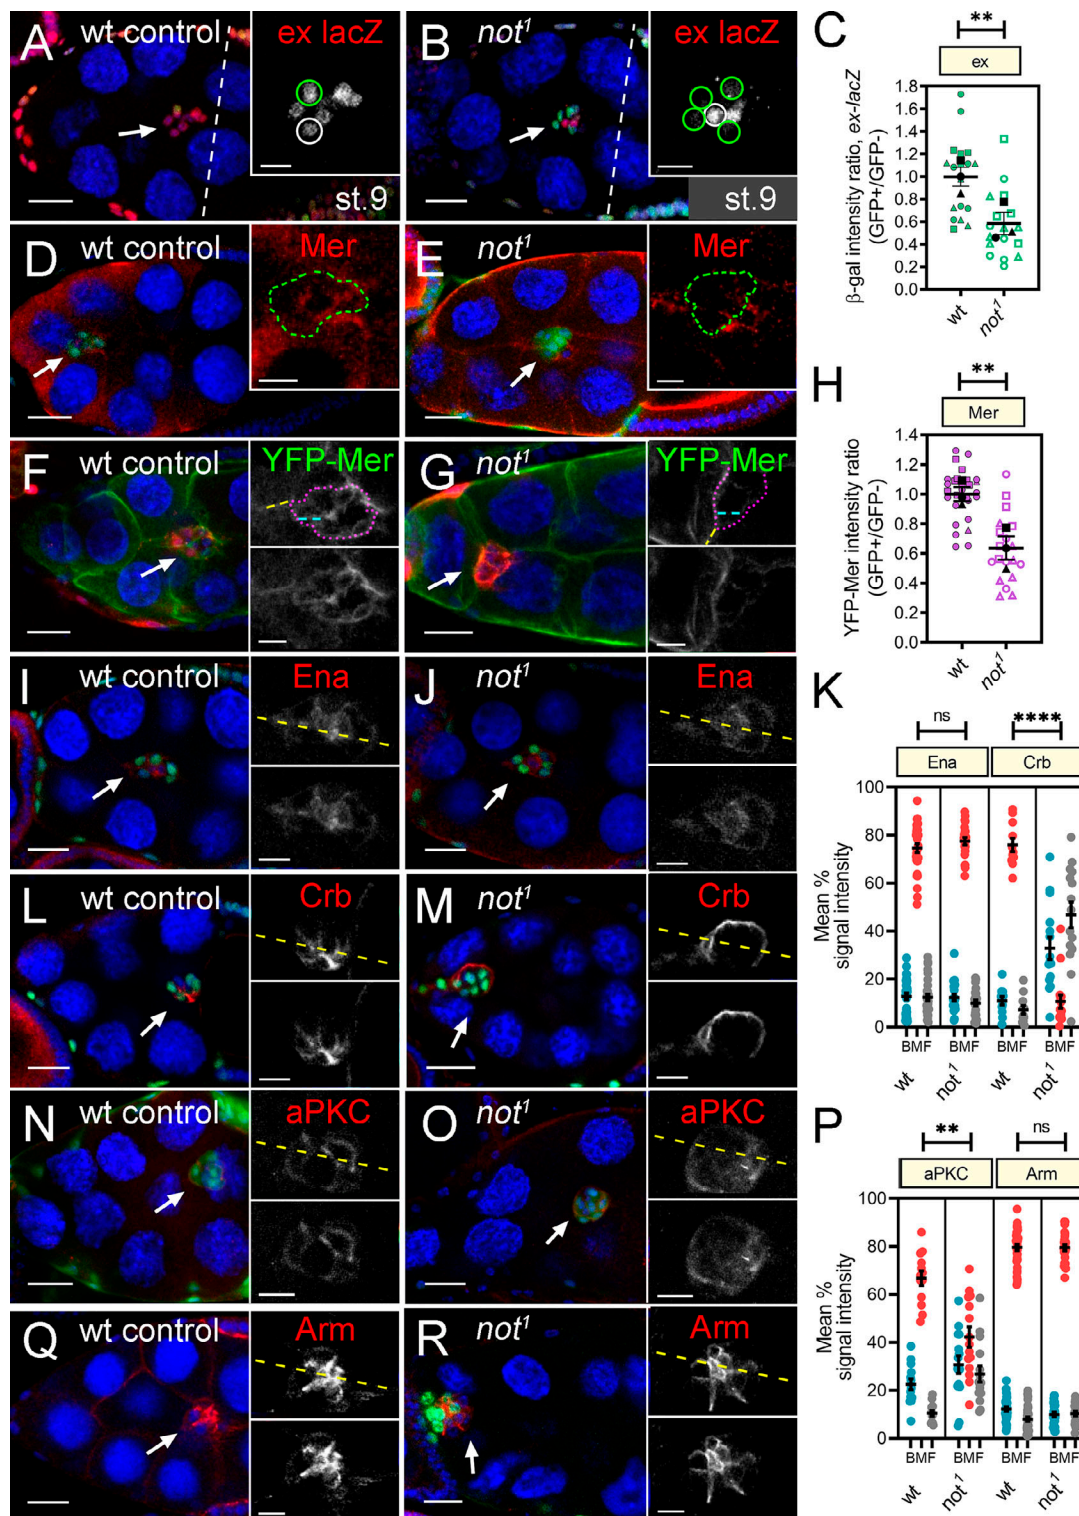 A wt control
ex lacZ
st.9
B not¹
ex lacZ
st.9
C
**
ex
β-gal intensity ratio, ex-lacZ
(GFP+/GFP-)
1.8
1.6
1.4
1.2
1.0
0.8
0.6
0.4
0.2
0.0
wt
not¹
D wt control
Mer
E not¹
Mer
F wt control
YFP-Mer
G not¹
YFP-Mer
H
**
Mer
YFP-Mer intensity ratio
(GFP+/GFP-)
1.4
1.2
1.0
0.8
0.6
0.4
0.2
0.0
wt
not¹
I wt control
Ena
J not¹
Ena
K
ns
****
Ena
Crb
Mean %
signal intensity
100
80
60
40
20
0
BMF BMF BMF BMF
wt not¹ wt not¹
L wt control
Crb
M not¹
Crb
N wt control
aPKC
O not¹
aPKC
P
**
ns
aPKC
Arm
Mean %
signal intensity
100
80
60
40
20
0
BMF BMF BMF BMF
wt not¹ wt not¹
Q wt control
Arm
R not¹
Arm